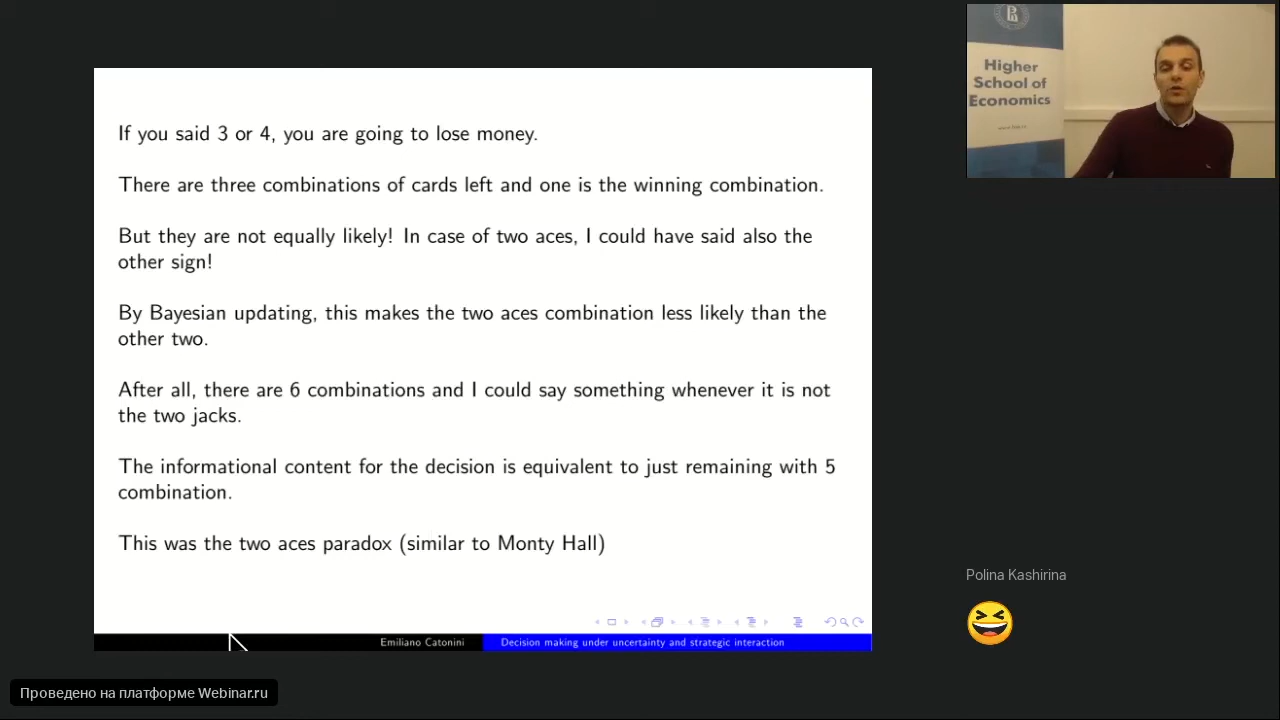 If you said 3 or 4, you are going to lose money.
There are three combinations of cards left and one is the winning combination.
But they are not equally likely! In case of two aces, I could have said also the
other sign!
By Bayesian updating, this makes the two aces combination less likely than the
other two.
After all, there are 6 combinations and I could say something whenever it is not
the two jacks.
The informational content for the decision is equivalent to just remaining with 5
combination.
This was the two aces paradox (similar to Monty Hall)
Emiliano Catonini
Decision making under uncertainty and strategic interaction
Higher
School of
Economics
Polina Kashirina
Проведено на платформе Webinar.ru